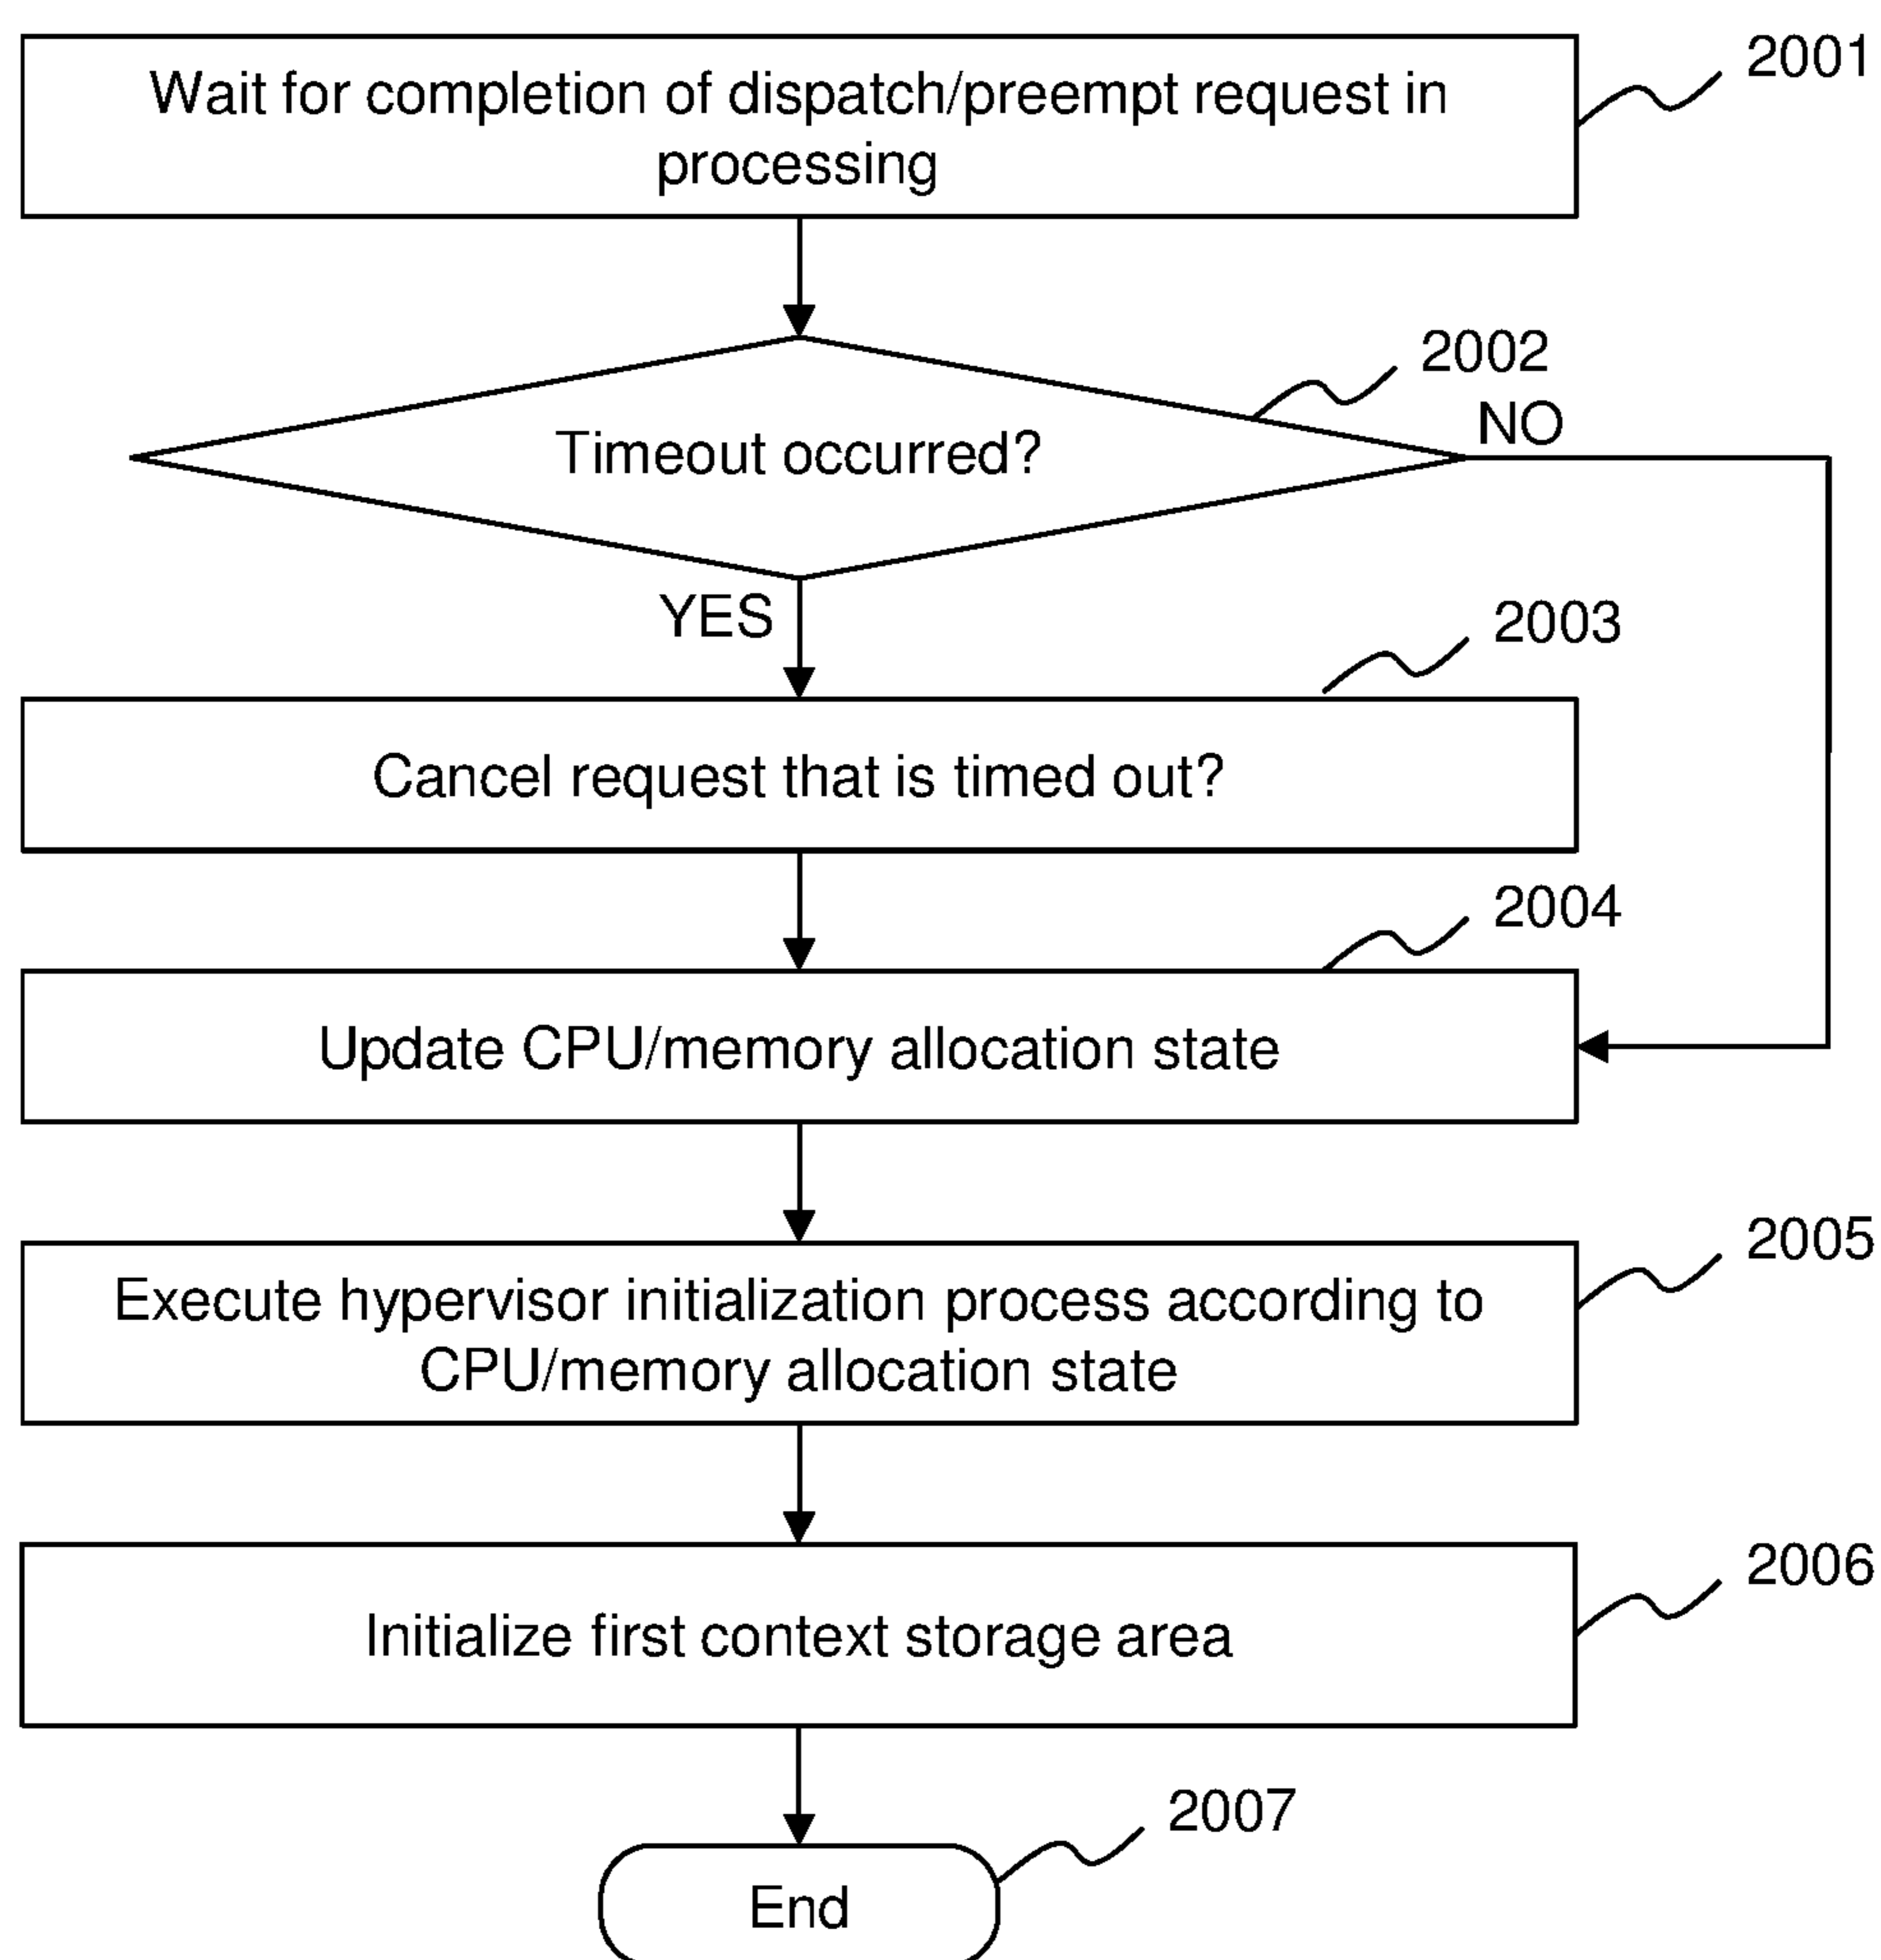 2001
Wait for completion of dispatch/preempt request in
processing
2002
Timeout occurred?
NO
YES
2003
Cancel request that is timed out?
2004
Update CPU/memory allocation state
2005
Execute hypervisor initialization process according to
CPU/memory allocation state
2006
Initialize first context storage area
2007
End